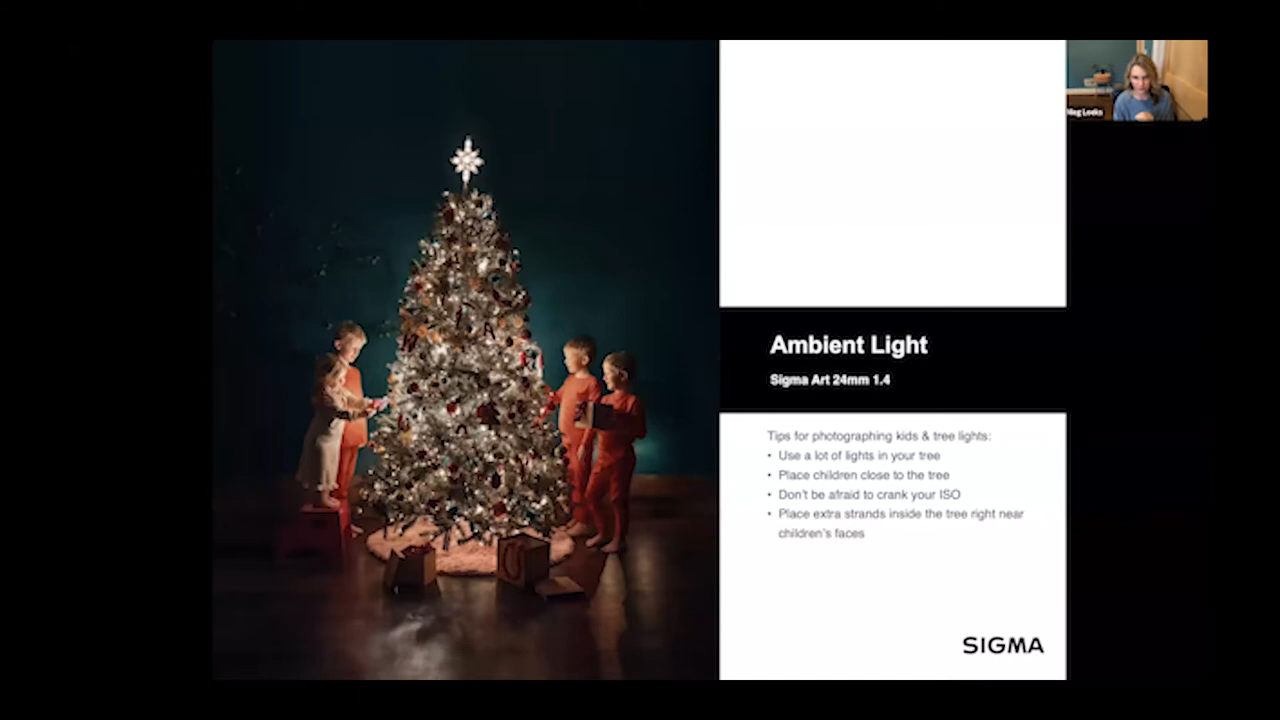 Meg Loeks
Ambient Light
Sigma Art 24mm 1.4
Tips for photographing kids & tree lights:
• Use a lot of lights in your tree
• Place children close to the tree
• Don't be afraid to crank your ISO
• Place extra strands inside the tree right near
children's faces
SIGMA